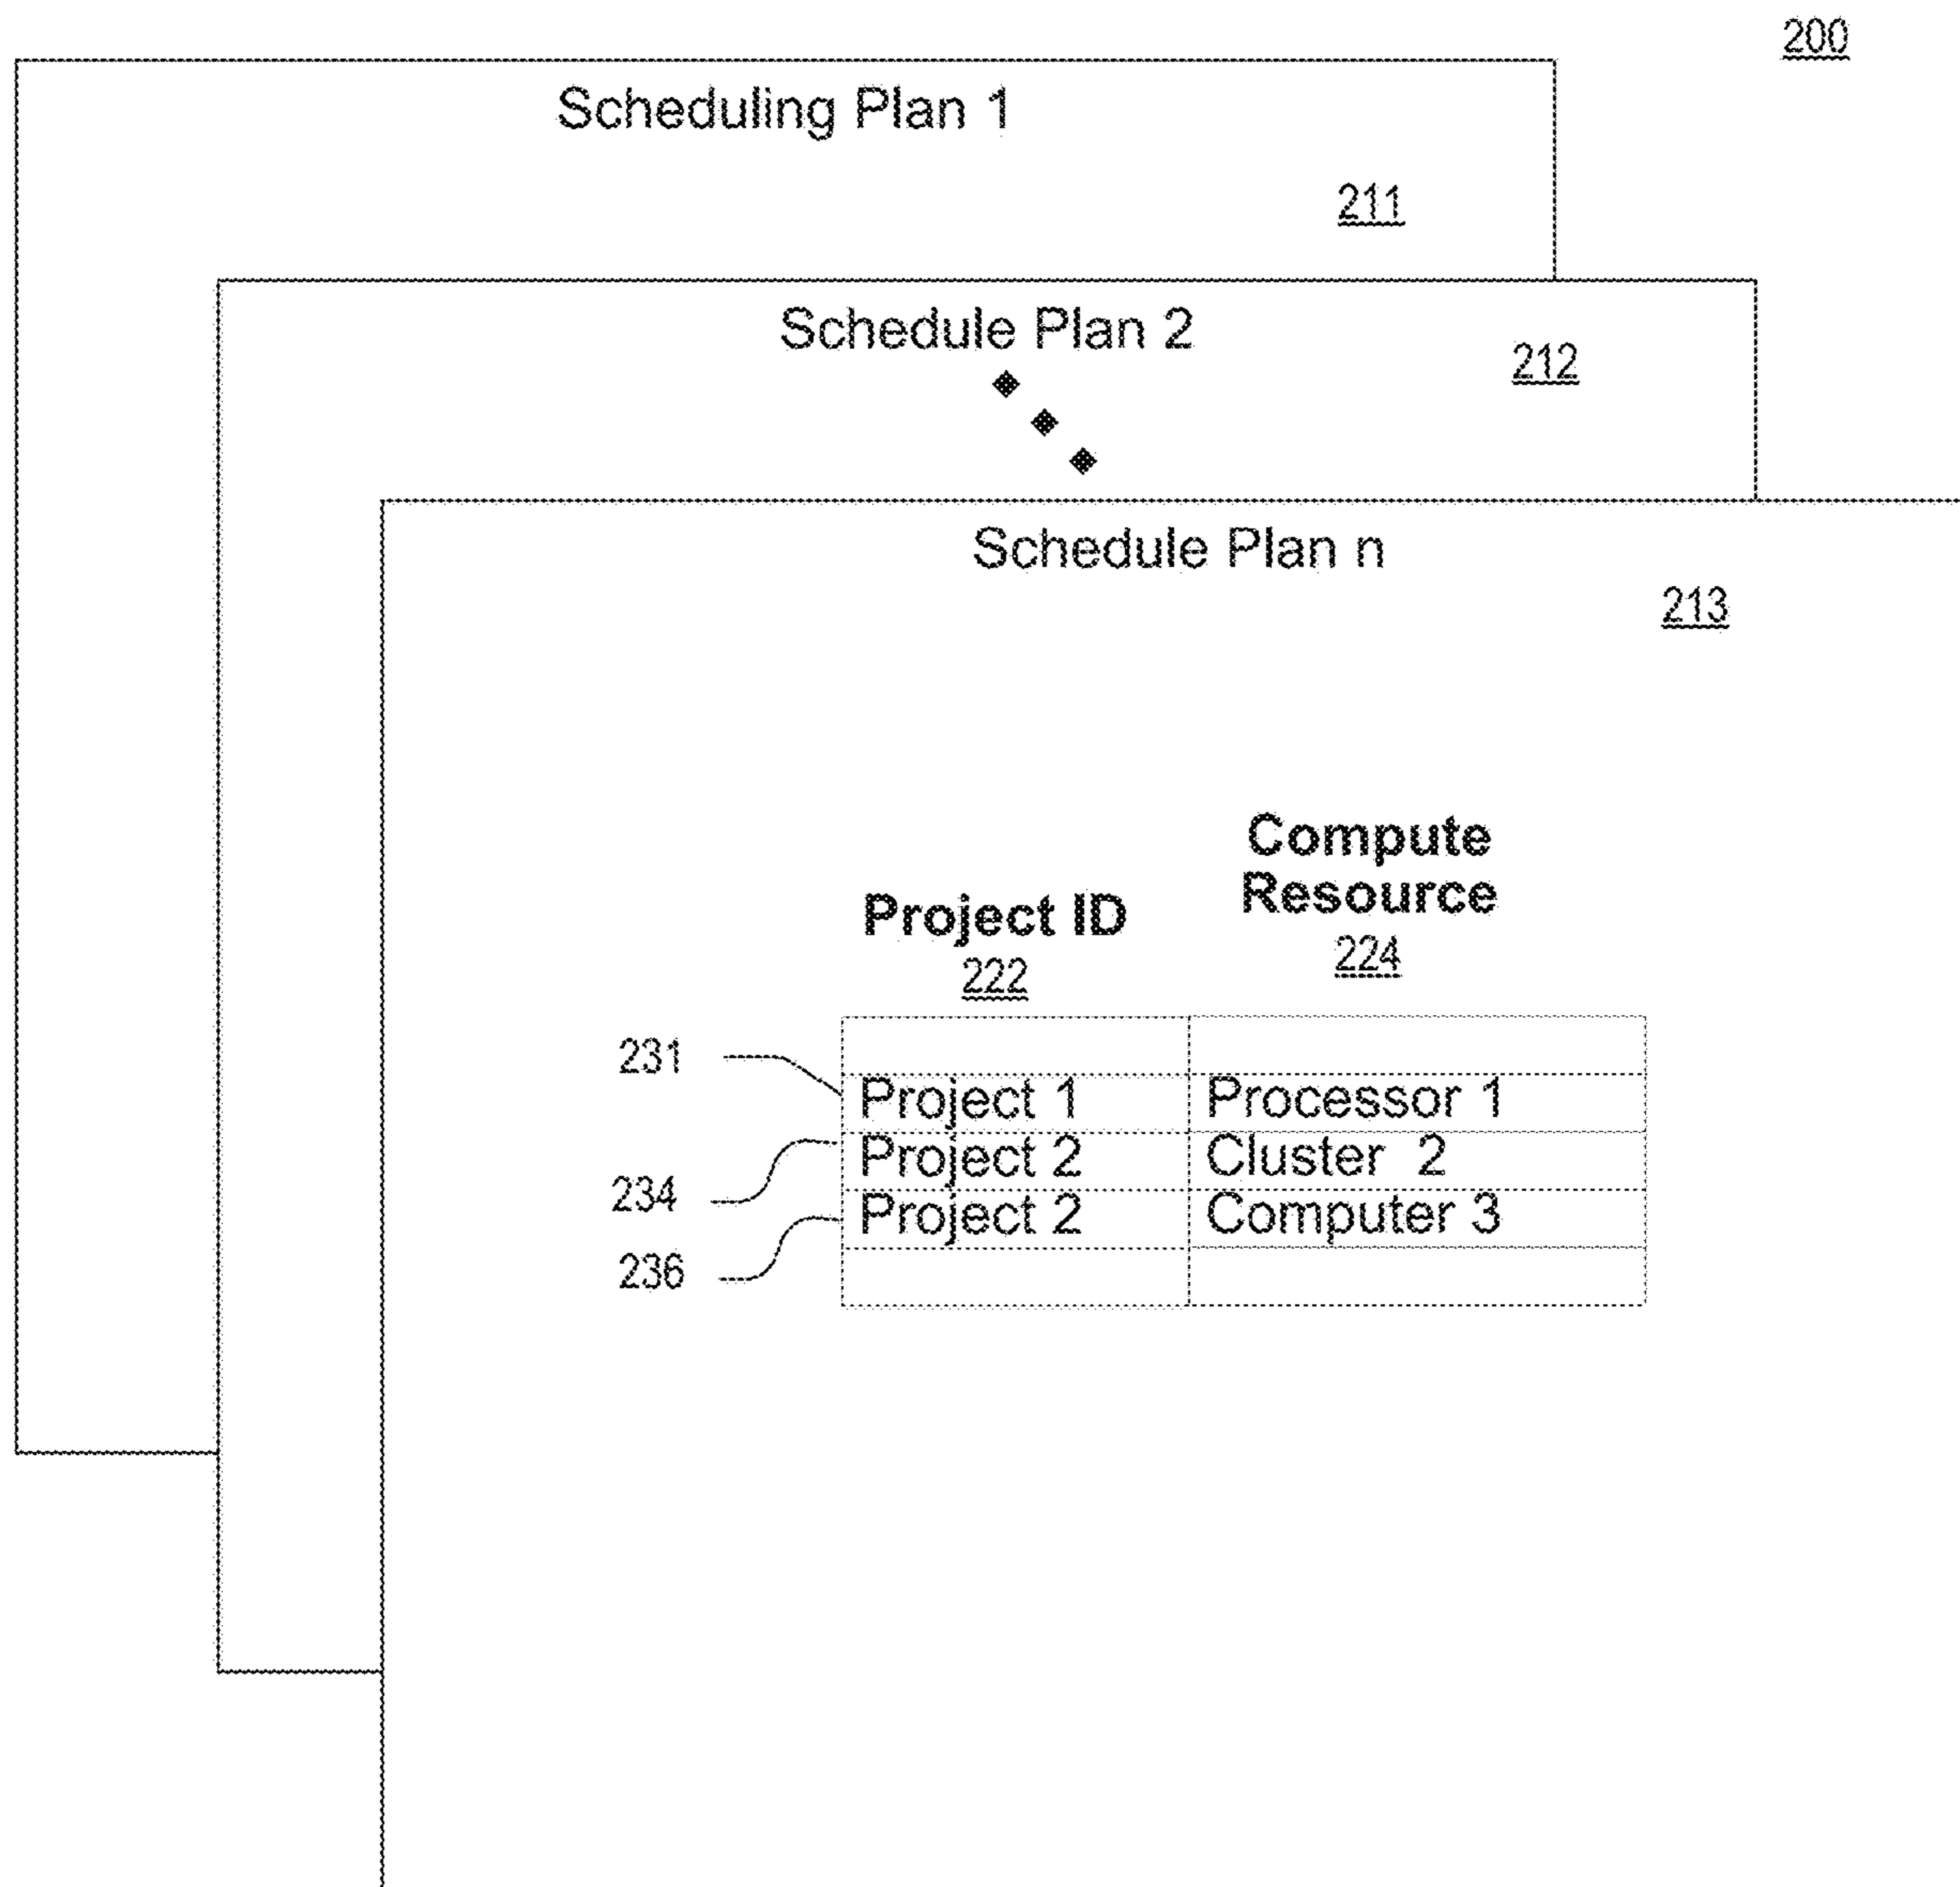 200
Scheduling Plan 1
211
Schedule Plan 2
212
Schedule Plan n
213
Compute
Resource
Project ID
224
222
231
Project 1 Processor 1
Project 2 Cluster 2
234
Project 2 Computer 3
236